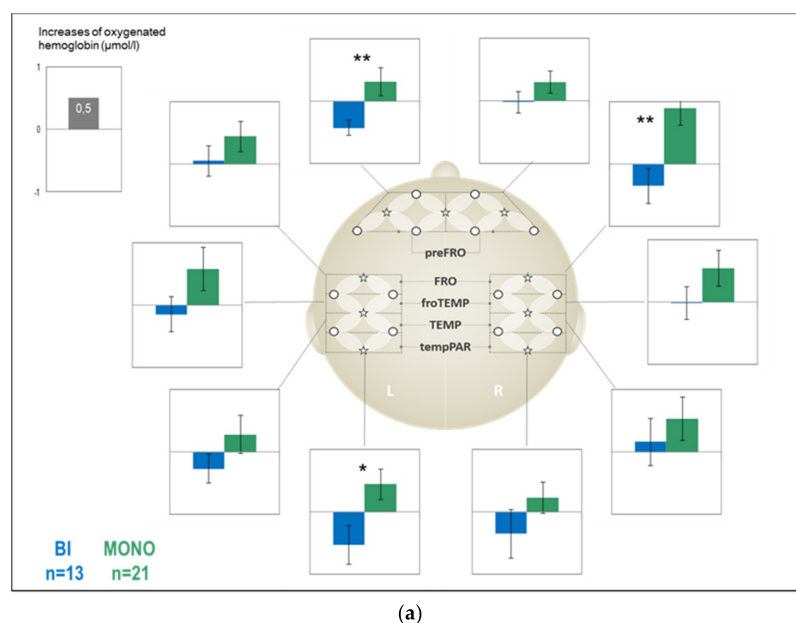 Increases of oxygenated
hemoglobin (μmol/l)
1
0,5
0
-1
**
**
preFRO
FRO
froTEMP
TEMP
tempPAR
L R
*
BI MONO
n=13 n=21
(a)